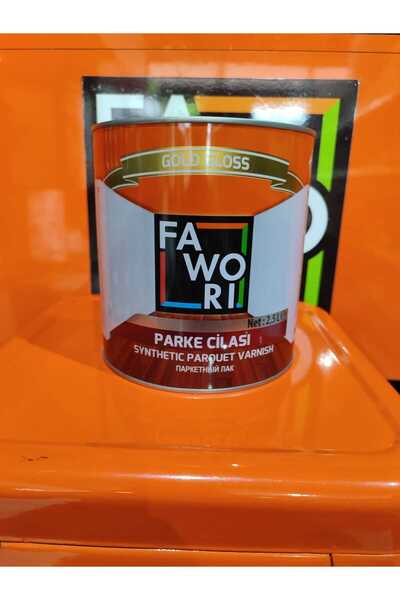 GOLD GLOSS
FA
WO
RI
Net: 2.5 L
PARKE CİLASİ
SYNTHETIC PARQUET VARNISH
ПАРКЕТНЫЙ ЛАК